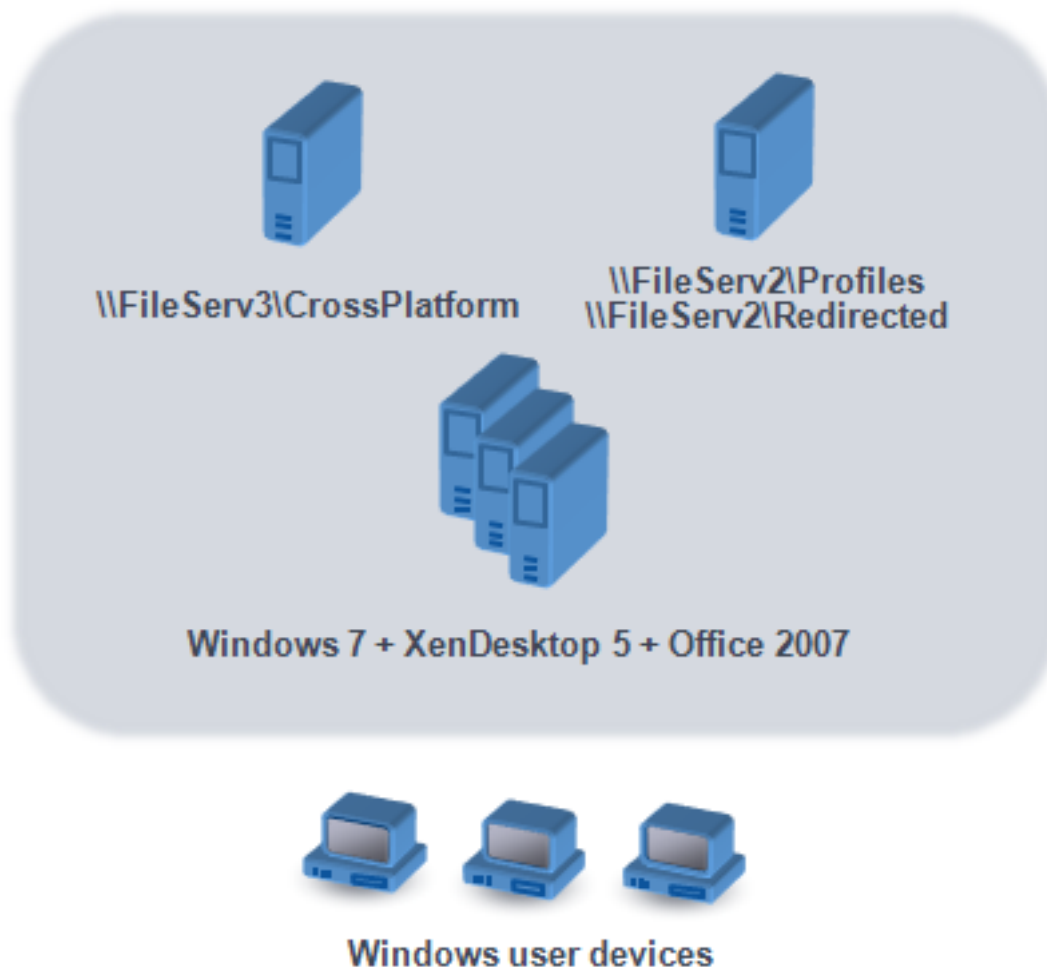 \\FileServ3\CrossPlatform
\\FileServ2\Profiles
\\FileServ2\Redirected
Windows 7 + XenDesktop 5 + Office 2007
Windows user devices